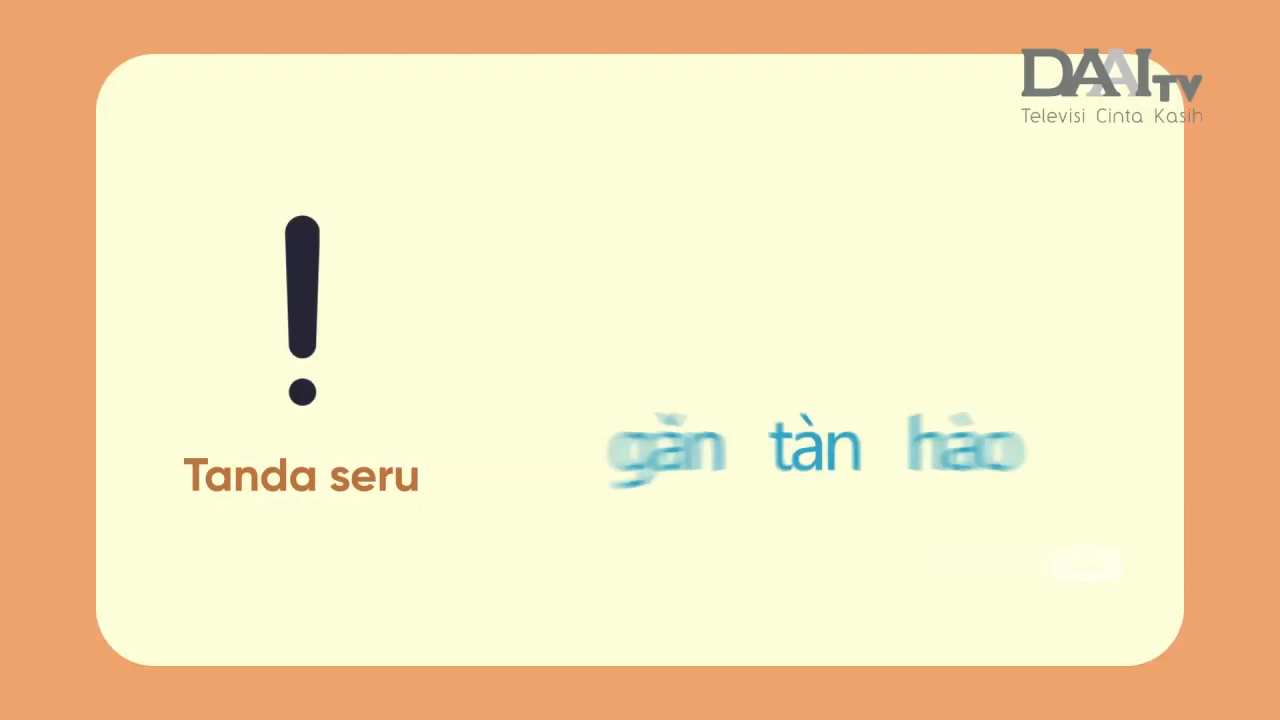 DAAI TV
Televisi Cinta Kasih
!
Tanda seru
gǎn tàn hào